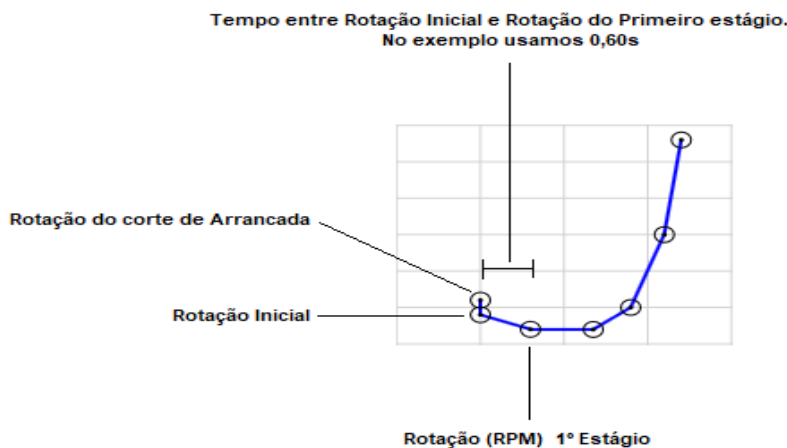 Tempo entre Rotação Inicial e Rotação do Primeiro estágio.
No exemplo usamos 0,60s
Rotação do corte de Arrancada
Rotação Inicial
Rotação (RPM) 1º Estágio